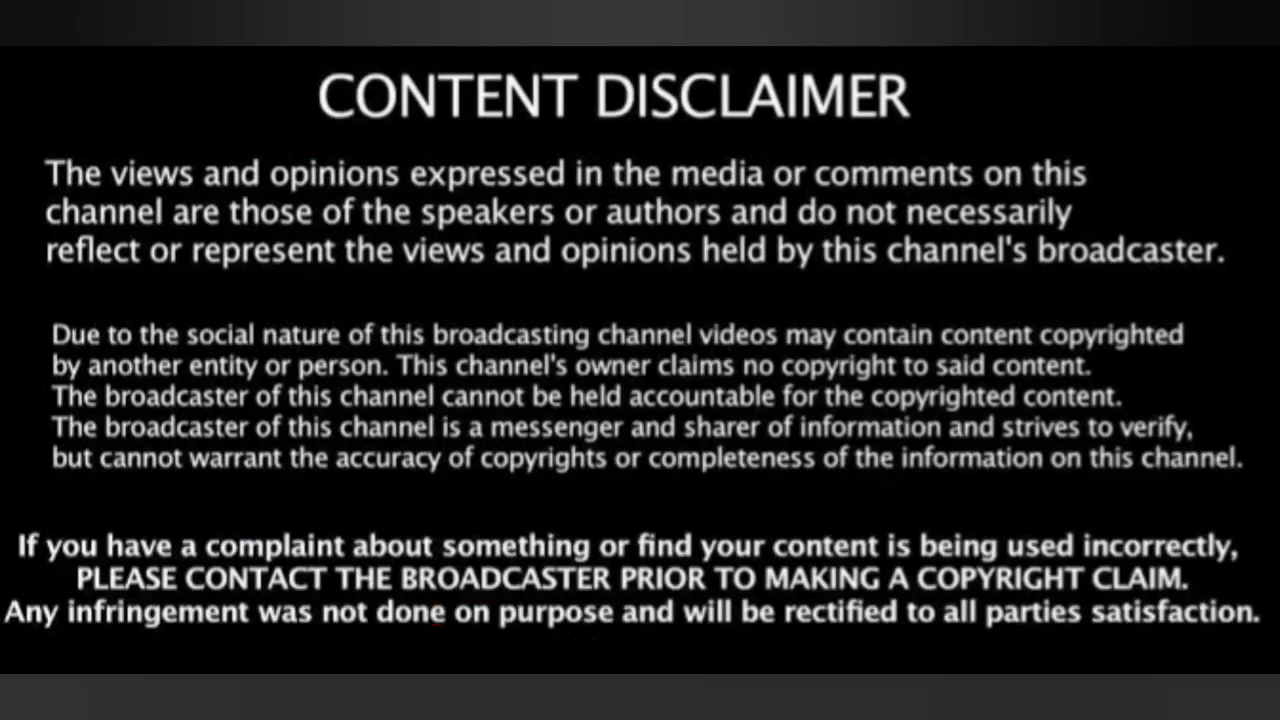 CONTENT DISCLAIMER
The views and opinions expressed in the media or comments on this
channel are those of the speakers or authors and do not necessarily
reflect or represent the views and opinions held by this channel's broadcaster.
Due to the social nature of this broadcasting channel videos may contain content copyrighted
by another entity or person. This channel's owner claims no copyright to said content.
The broadcaster of this channel cannot be held accountable for the copyrighted content.
The broadcaster of this channel is a messenger and sharer of information and strives to verify,
but cannot warrant the accuracy of copyrights or completeness of the information on this channel.
If you have a complaint about something or find your content is being used incorrectly,
PLEASE CONTACT THE BROADCASTER PRIOR TO MAKING A COPYRIGHT CLAIM.
Any infringement was not done on purpose and will be rectified to all parties satisfaction.